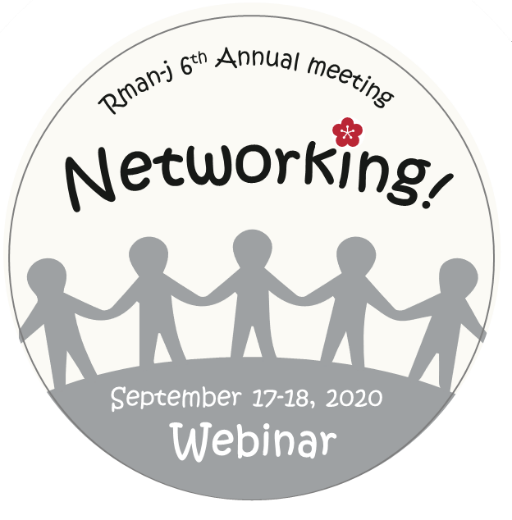 Rman-j 6th Annual meeting
Networking!
September 17-18, 2020
Webinar